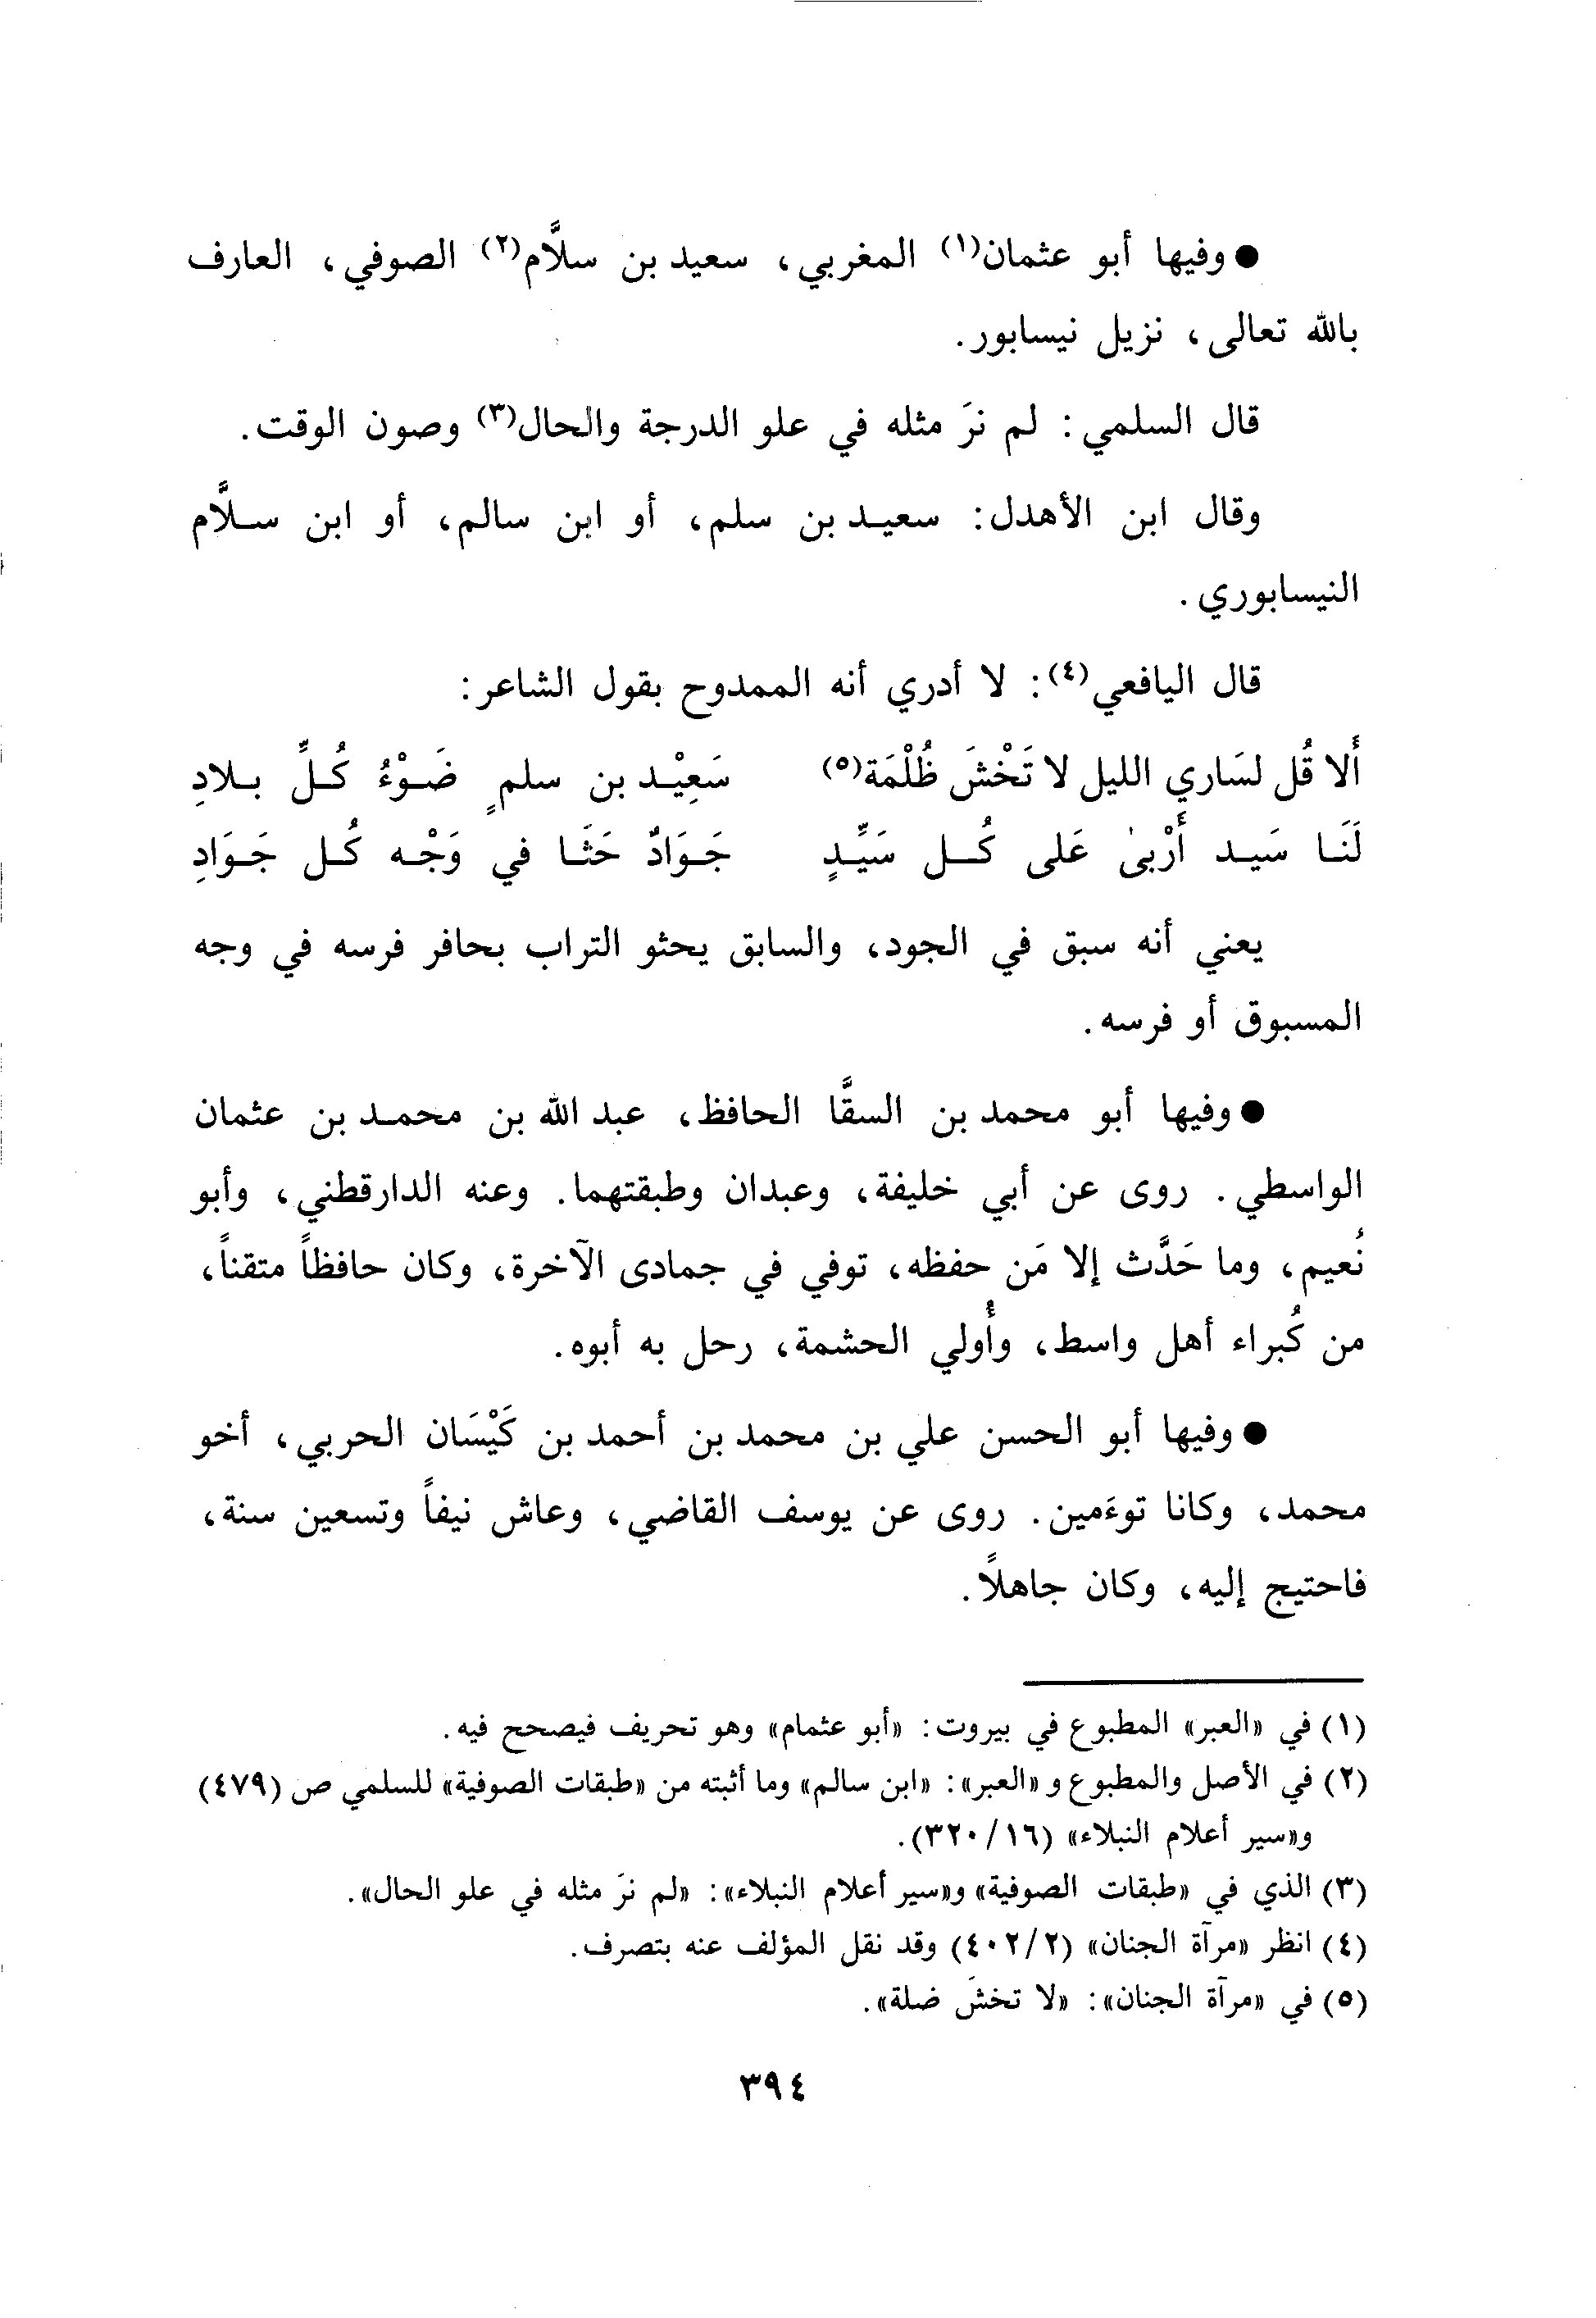 ● وفيها أبو عثمان(١) المغربي، سعيد بن سلاَّم(٢) الصوفي، العارف
بالله تعالى، نزيل نيسابور.
قال السلمي: لم نرَ مثله في علو الدرجة والحال(٣) وصون الوقت.
وقال ابن الأهدل: سعيد بن سلم، أو ابن سالم، أو ابن سلاَّم
النيسابوري.
قال اليافعي(٤): لا أدري أنه الممدوح بقول الشاعر:
أَلا قُل لسَاري الليل لا تَخْشَ ظُلْمَة(٥) سَعِيْد بن سلمٍ ضَوْءُ كُلِّ بلادِ
لَنَا سَيد أَرْبىٰ عَلى كُل سَيِّدٍ جَوَادٌ حَثَا في وَجْه كُل جَوَادِ
يعني أنه سبق في الجود، والسابق يحثو التراب بحافر فرسه في وجه
المسبوق أو فرسه.
● وفيها أبو محمد بن السقَّا الحافظ، عبد الله بن محمد بن عثمان
الواسطي. روى عن أبي خليفة، وعبدان وطبقتهما. وعنه الدارقطني، وأبو
نُعيم، وما حَدَّث إلا مَن حفظه، توفي في جمادى الآخرة، وكان حافظاً متقناً،
من كُبراء أهل واسط، وأُولي الحشمة، رحل به أبوه.
● وفيها أبو الحسن علي بن محمد بن أحمد بن كَيْسَان الحربي، أخو
محمد، وكانا توءَمين. روى عن يوسف القاضي، وعاش نيفاً وتسعين سنة،
فاحتيج إليه، وكان جاهلاً.
(١) في «العبر» المطبوع في بيروت: «أبو عثمام» وهو تحريف فيصحح فيه.
(٢) في الأصل والمطبوع و«العبر»: «ابن سالم» وما أثبته من «طبقات الصوفية» للسلمي ص (٤٧٩)
و«سير أعلام النبلاء» (٣٢٠/١٦).
(٣) الذي في «طبقات الصوفية» و«سير أعلام النبلاء»: «لم نرَ مثله في علو الحال».
(٤) انظر «مرآة الجنان» (٤٠٢/٢) وقد نقل المؤلف عنه بتصرف.
(٥) في «مرآة الجنان»: «لا تخشَ ضلة».
٣٩٤